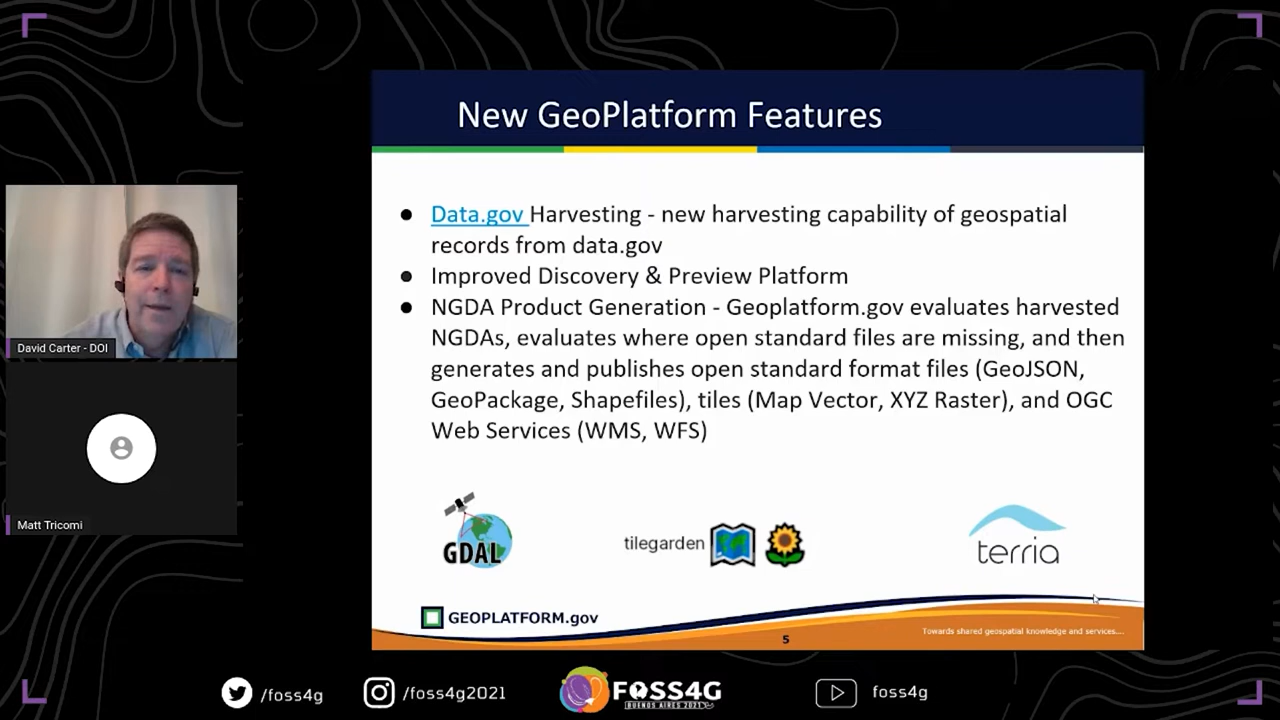 New GeoPlatform Features
● Data.gov Harvesting - new harvesting capability of geospatial
records from data.gov
● Improved Discovery & Preview Platform
● NGDA Product Generation - Geoplatform.gov evaluates harvested
NGDAs, evaluates where open standard files are missing, and then
generates and publishes open standard format files (GeoJSON,
GeoPackage, Shapefiles), tiles (Map Vector, XYZ Raster), and OGC
Web Services (WMS, WFS)
David Carter - DOI
Matt Tricomi
GDAL
tilegarden
terria
GEOPLATFORM.gov
5
Towards shared geospatial knowledge and services....
/foss4g
/foss4g2021
FOSS4G
BUENOS AIRES 2021
foss4g